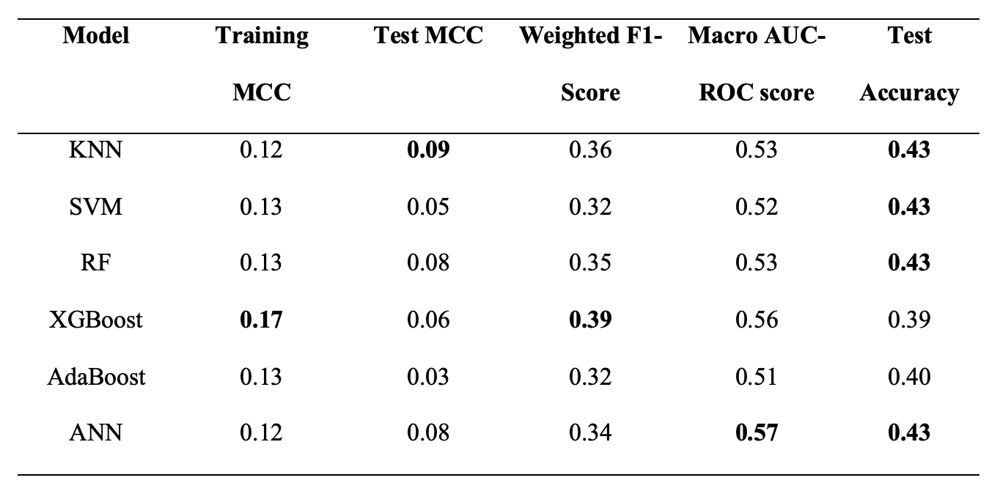 Model Training Test MCC Weighted F1- Macro AUC- Test
MCC Score ROC score Accuracy
KNN 0.12 0.09 0.36 0.53 0.43
SVM 0.13 0.05 0.32 0.52 0.43
RF 0.13 0.08 0.35 0.53 0.43
XGBoost 0.17 0.06 0.39 0.56 0.39
AdaBoost 0.13 0.03 0.32 0.51 0.40
ANN 0.12 0.08 0.34 0.57 0.43